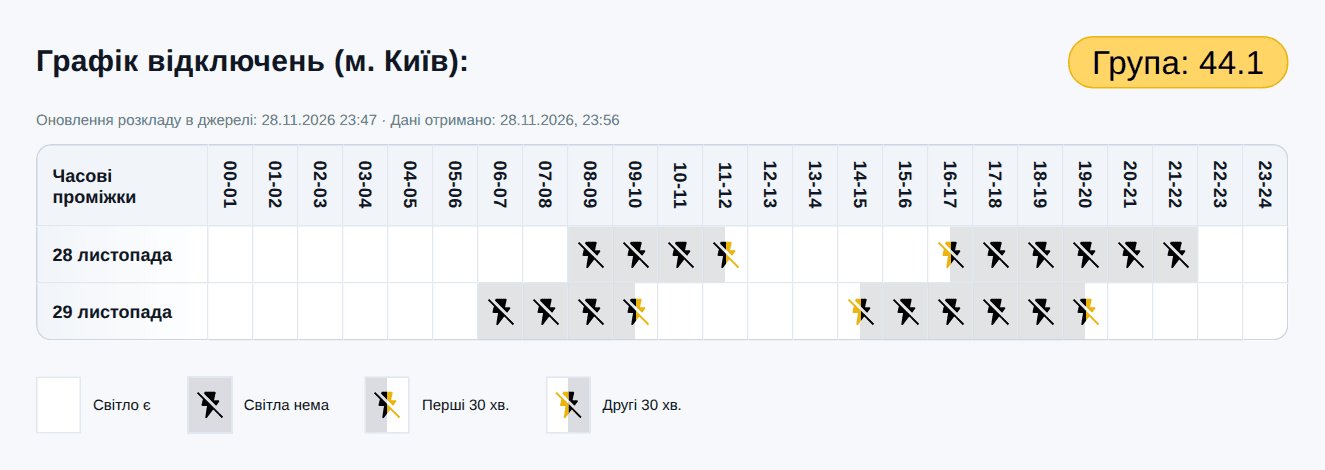 Графік відключень (м. Київ):
Група: 44.1
Оновлення розкладу в джерелі: 28.11.2026 23:47 · Дані отримано: 28.11.2026, 23:56
Часові
проміжки
00-01
01-02
02-03
03-04
04-05
05-06
06-07
07-08
08-09
09-10
10-11
11-12
12-13
13-14
14-15
15-16
16-17
17-18
18-19
19-20
20-21
21-22
22-23
23-24
28 листопада
29 листопада
Світло є
Світла нема
Перші 30 хв.
Другі 30 хв.